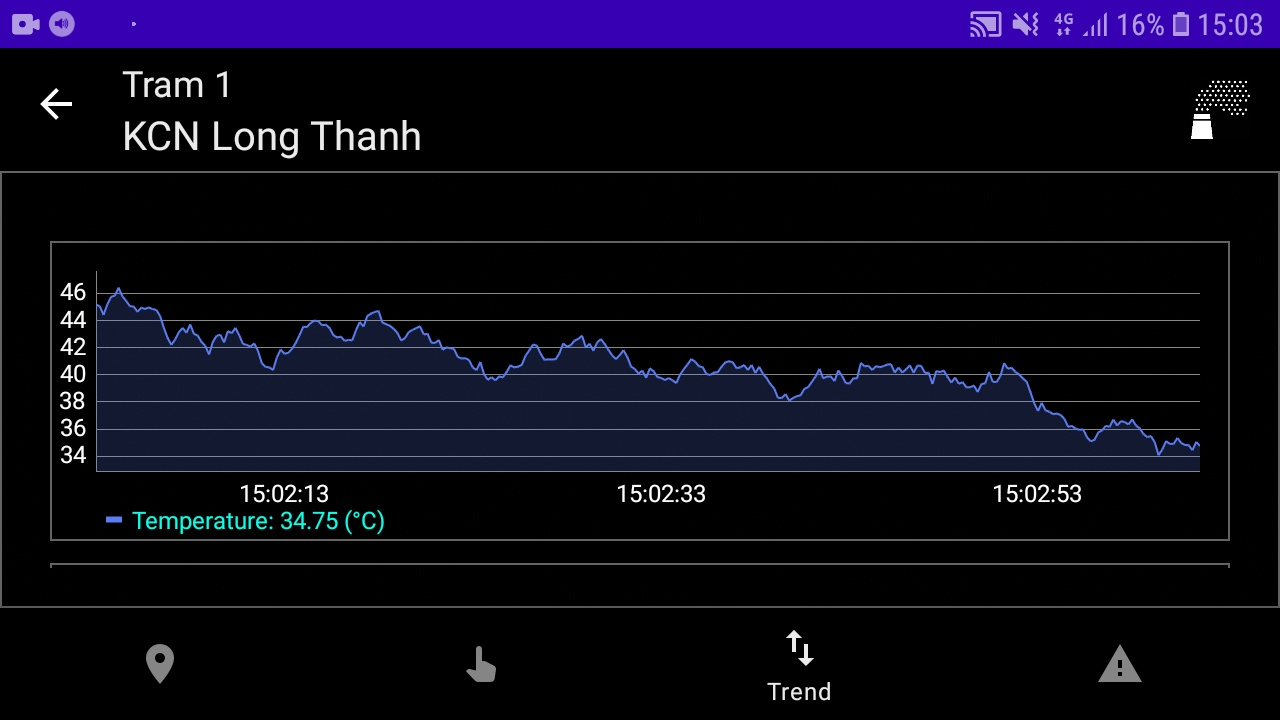 4G 16% 15:03
Tram 1
KCN Long Thanh
46
44
42
40
38
36
34
15:02:13 15:02:33 15:02:53
Temperature: 34.75 (°C)
Trend